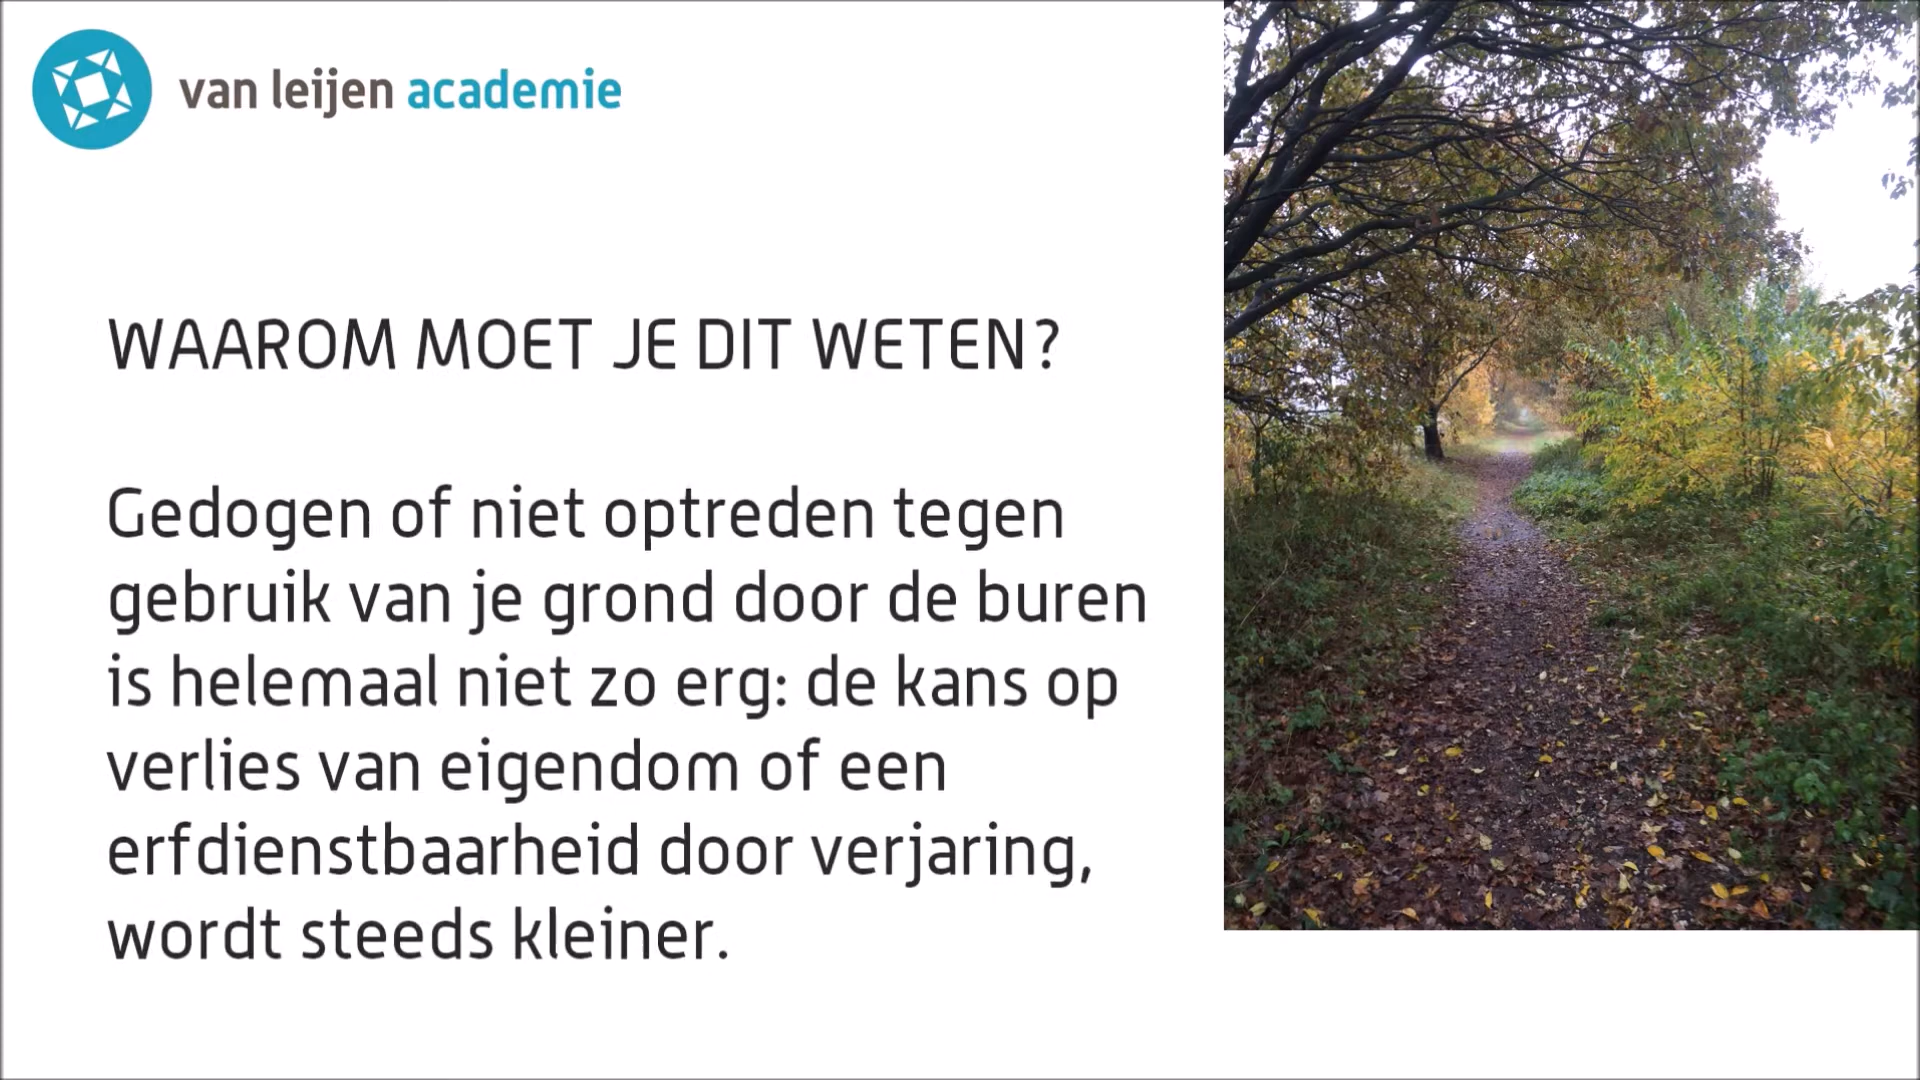 van leijen academie
WAAROM MOET JE DIT WETEN?
Gedogen of niet optreden tegen
gebruik van je grond door de buren
is helemaal niet zo erg: de kans op
verlies van eigendom of een
erfdienstbaarheid door verjaring,
wordt steeds kleiner.